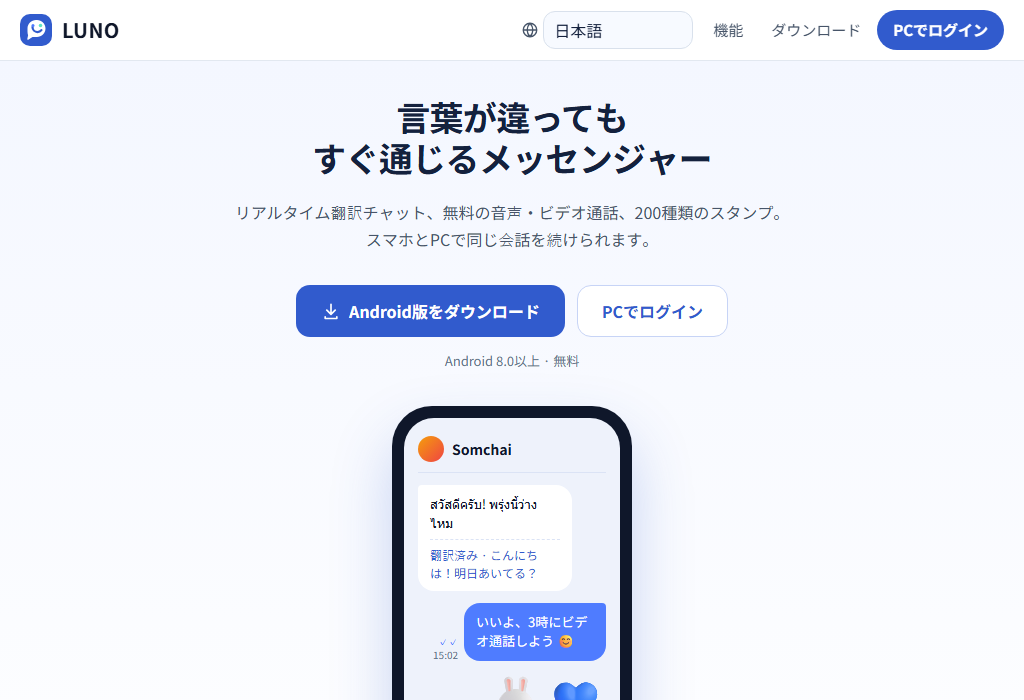 LUNO
日本語
機能
ダウンロード
PCでログイン
言葉が違っても
すぐ通じるメッセンジャー
リアルタイム翻訳チャット、無料の音声・ビデオ通話、200種類のスタンプ。
スマホとPCで同じ会話を続けられます。
Android版をダウンロード
PCでログイン
Android 8.0以上 · 無料
Somchai
สวัสดีครับ! พรุ่งนี้ว่าง
ไหม
翻訳済み · こんにち
は！明日あいてる？
いいよ、3時にビデ
オ通話しよう 😊
✓✓
15:02